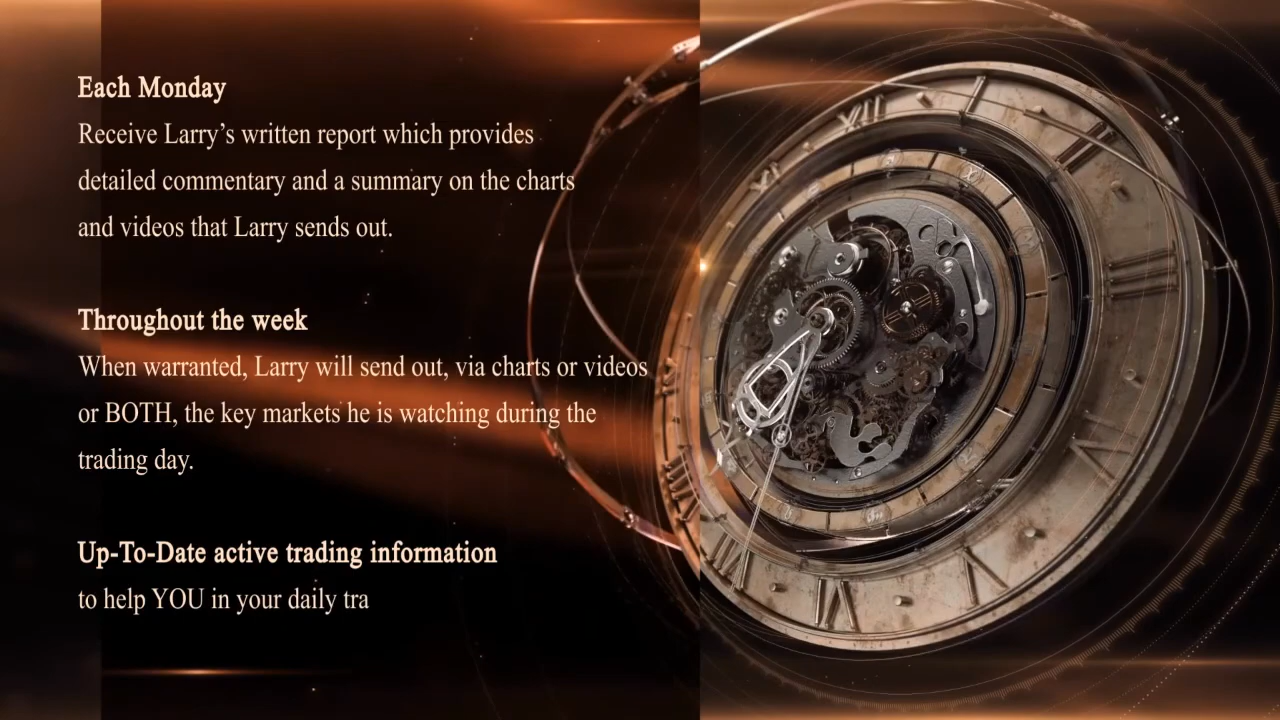 Each Monday
Receive Larry’s written report which provides
detailed commentary and a summary on the charts
and videos that Larry sends out.
Throughout the week
When warranted, Larry will send out, via charts or videos
or BOTH, the key markets he is watching during the
trading day.
Up-To-Date active trading information
to help YOU in your daily tra